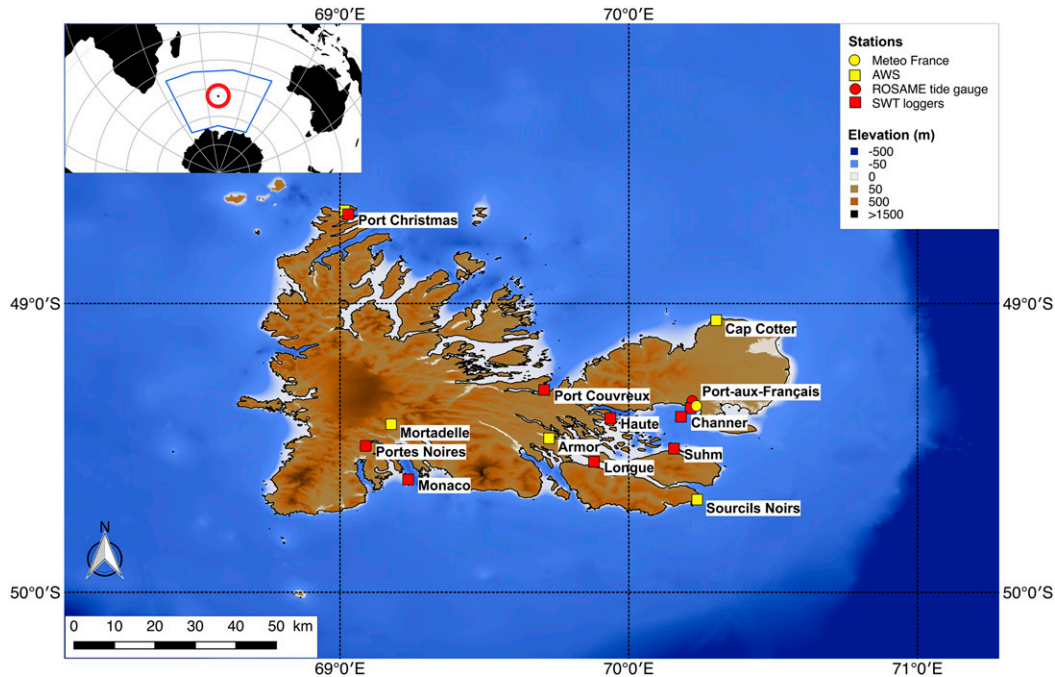 69°0′E
70°0′E
Stations
Meteo France
AWS
ROSAME tide gauge
SWT loggers
Elevation (m)
-500
-50
0
50
500
>1500
Port Christmas
49°0′S
49°0′S
Cap Cotter
Port Couvreux
Port-aux-Français
Haute
Channer
Mortadelle
Armor
Portes Noires
Suhm
Longue
Monaco
Sourcils Noirs
N
50°0′S
50°0′S
0 10 20 30 40 50 km
69°0′E
70°0′E
71°0′E